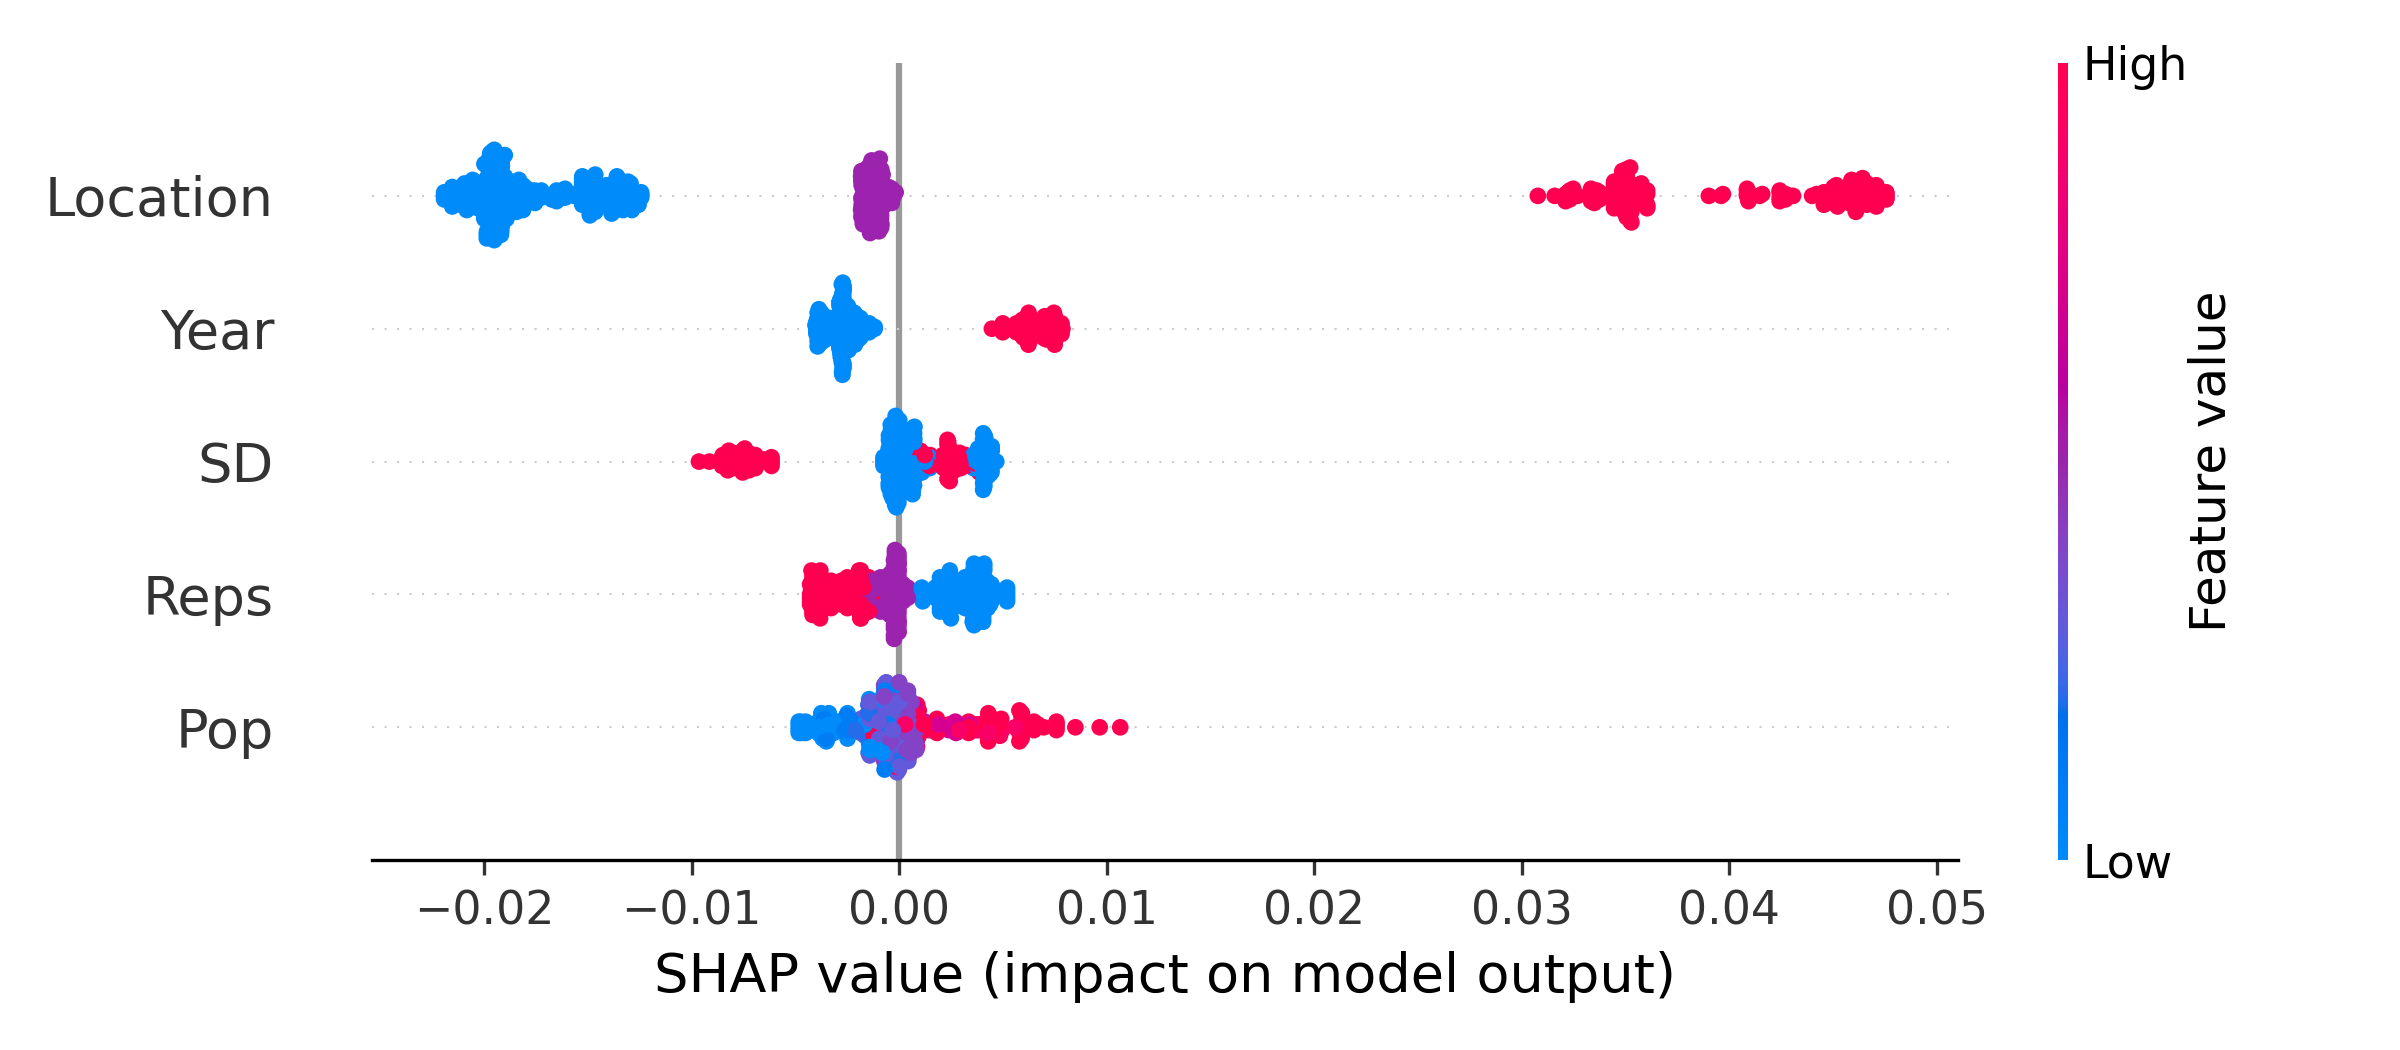 High
Location
Year
SD
Reps
Pop
Feature value
Low
−0.02 −0.01 0.00 0.01 0.02 0.03 0.04 0.05
SHAP value (impact on model output)